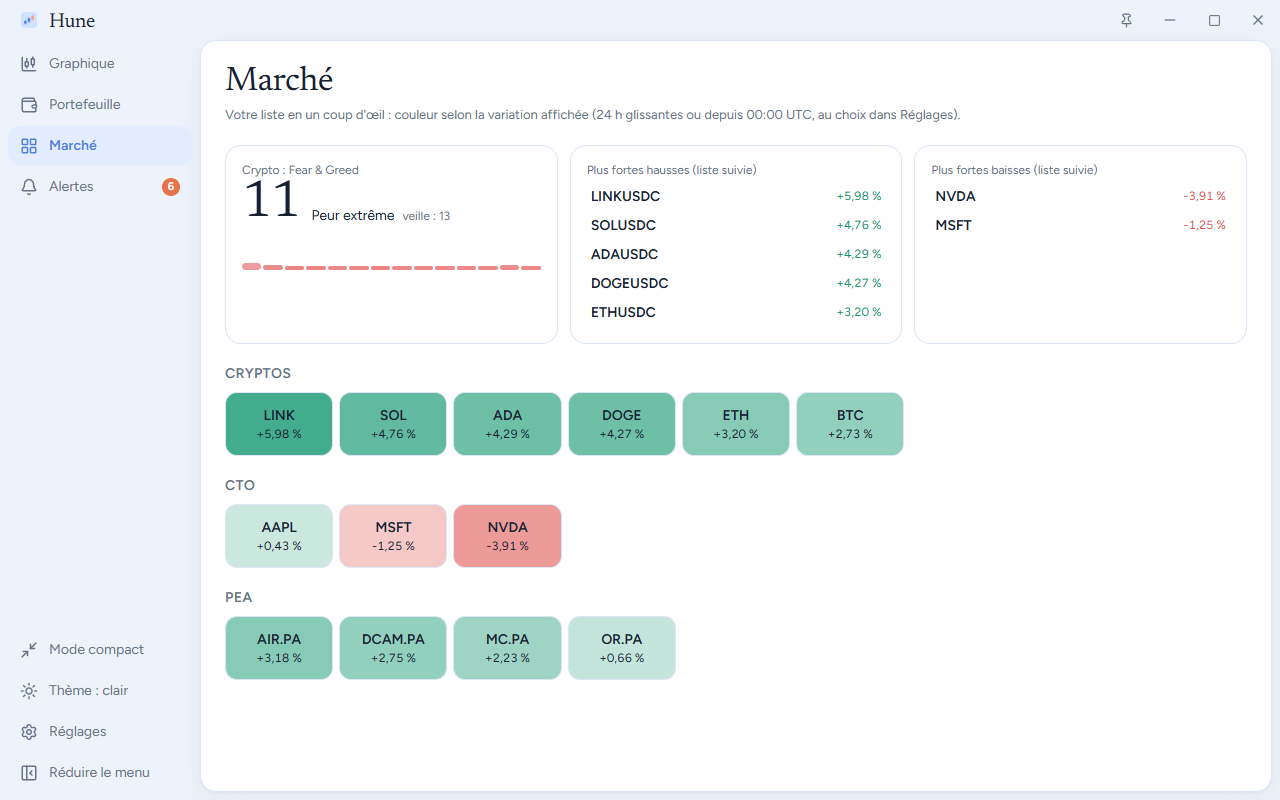 Hune
Graphique
Portefeuille
Marché
Alertes
6
Mode compact
Thème : clair
Réglages
Réduire le menu
Marché
Votre liste en un coup d'œil : couleur selon la variation affichée (24 h glissantes ou depuis 00:00 UTC, au choix dans Réglages).
Crypto : Fear & Greed
11 Peur extrême veille : 13
Plus fortes hausses (liste suivie)
LINKUSDC +5,98 %
SOLUSDC +4,76 %
ADAUSDC +4,29 %
DOGEUSDC +4,27 %
ETHUSDC +3,20 %
Plus fortes baisses (liste suivie)
NVDA -3,91 %
MSFT -1,25 %
CRYPTOS
LINK
+5,98 %
SOL
+4,76 %
ADA
+4,29 %
DOGE
+4,27 %
ETH
+3,20 %
BTC
+2,73 %
CTO
AAPL
+0,43 %
MSFT
-1,25 %
NVDA
-3,91 %
PEA
AIR.PA
+3,18 %
DCAM.PA
+2,75 %
MC.PA
+2,23 %
OR.PA
+0,66 %